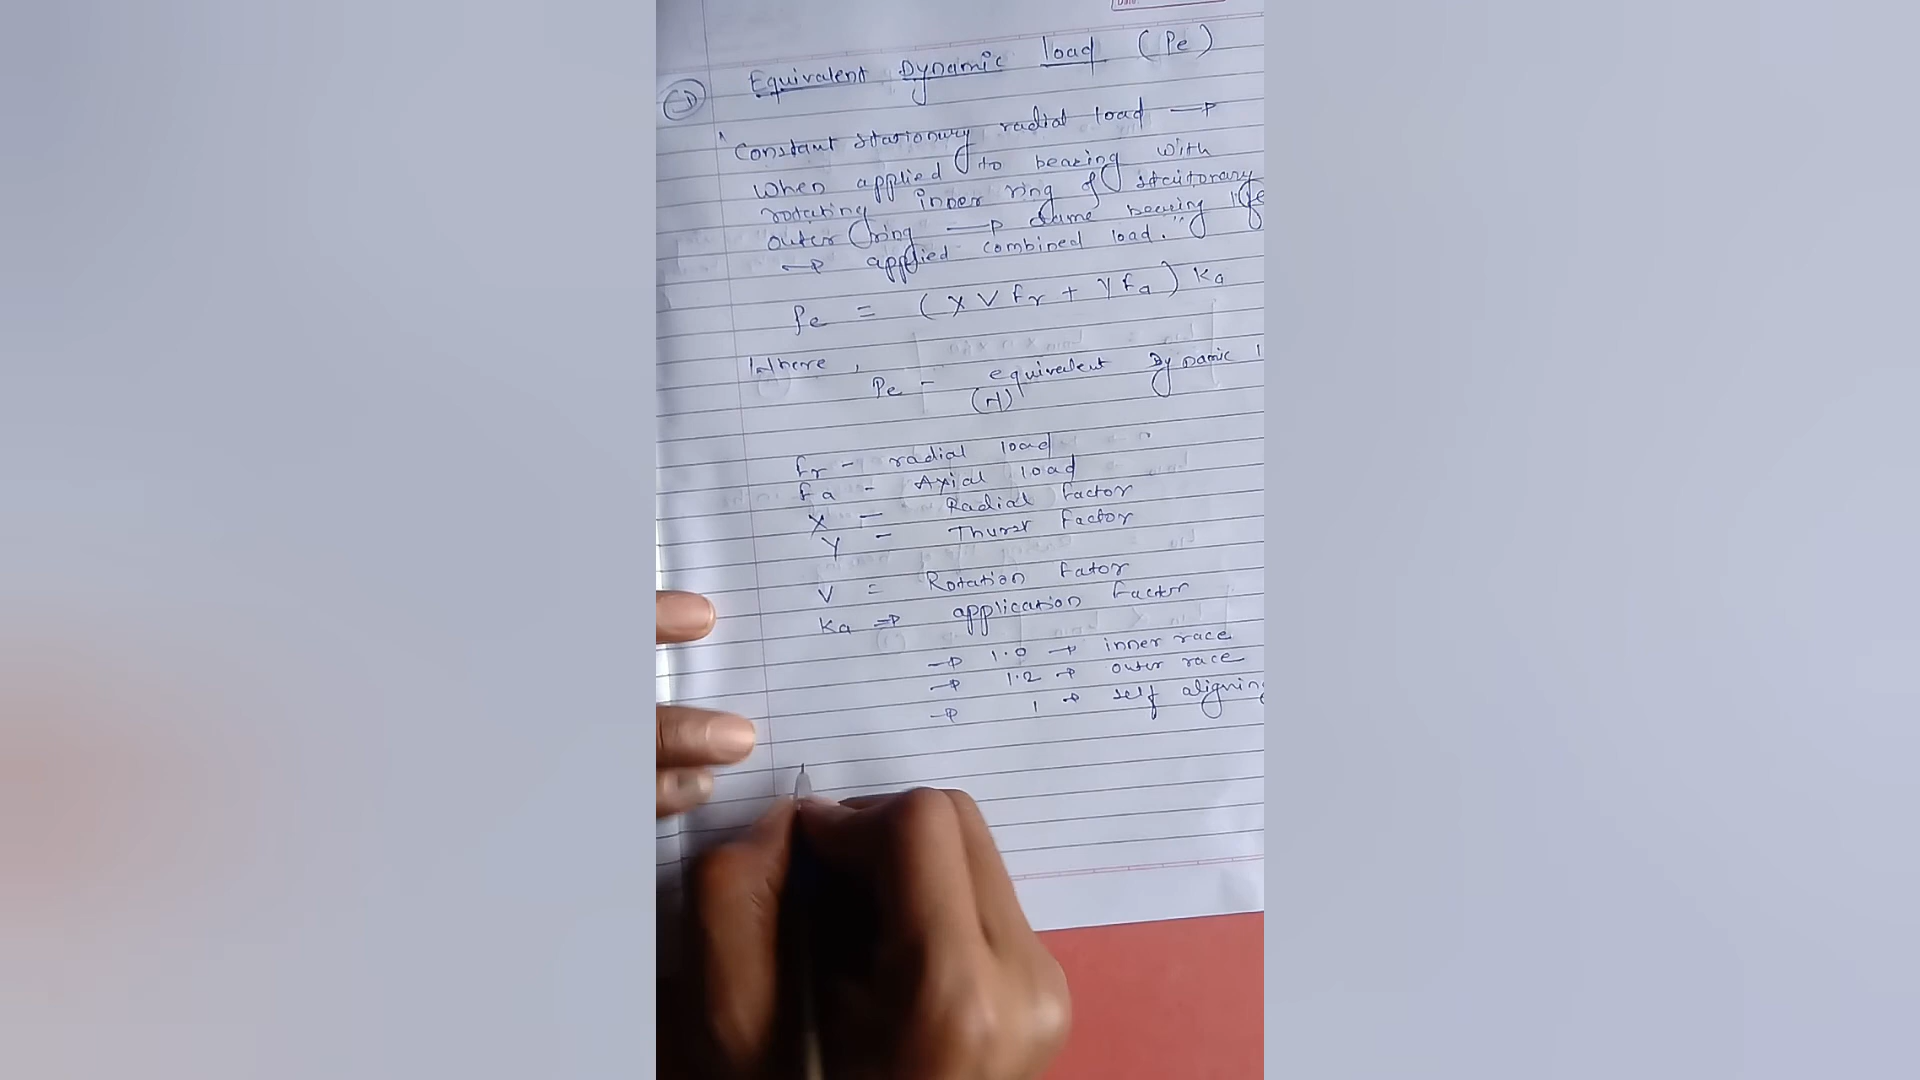 Equivalent Dynamic load (Pe)
"Constant stationary radial load →
When applied to bearing with
rotating inner ring & stationary
outer ring → same bearing life
→ applied combined load."
Pe = (X V Fr + Y Fa) Ka
Where,
Pe - equivalent Dynamic
(N)
Fr - radial load
Fa - Axial load
X - Radial factor
Y - Thurst factor
V = Rotation Fator
Ka ⇒ application Factor
→ 1.0 → inner race
→ 1.2 → outer race
→ 1 → self aligning